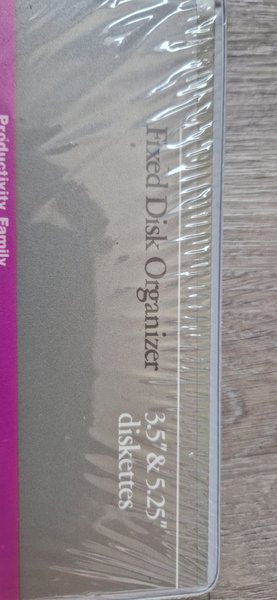 Fixed Disk Organizer
3.5" & 5.25"
diskettes
Productivity Family